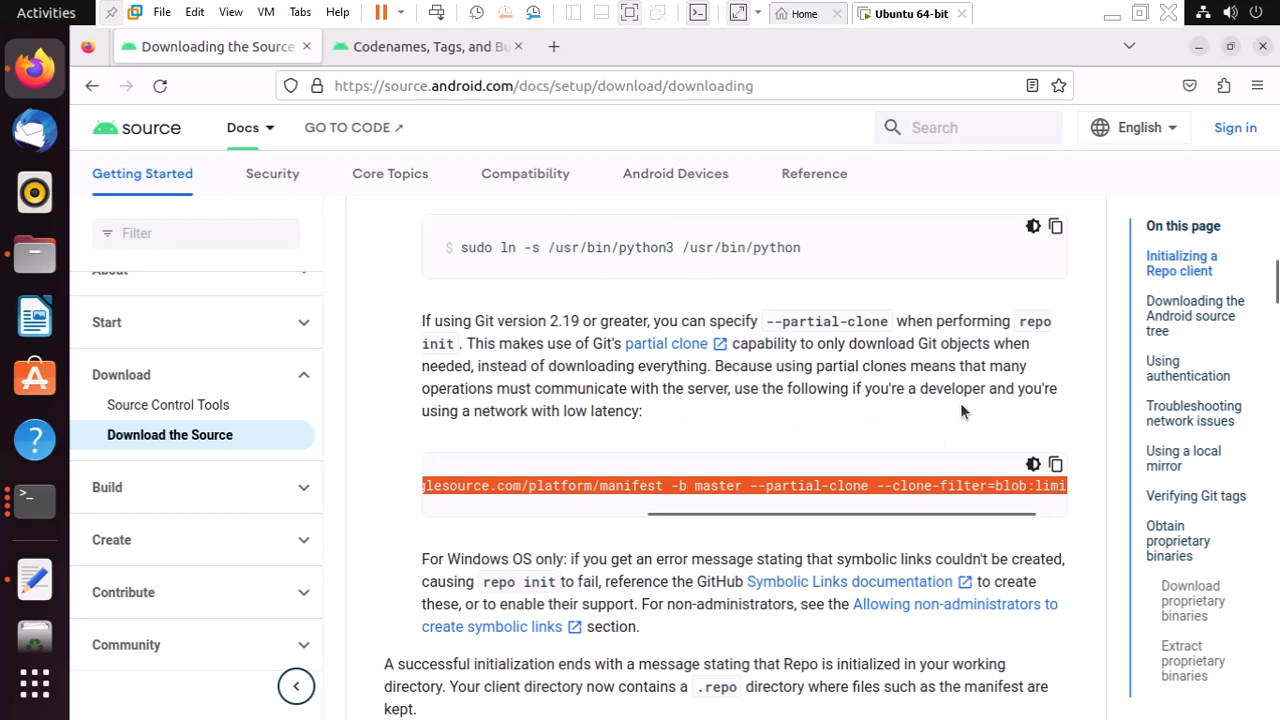 Activities
File
Edit
View
VM
Tabs
Help
Home
Ubuntu 64-bit
Downloading the Source
Codenames, Tags, and Bu
https://source.android.com/docs/setup/download/downloading
source
Docs
GO TO CODE ↗
Search
English
Sign in
Getting Started
Security
Core Topics
Compatibility
Android Devices
Reference
Filter
About
Start
Download
Source Control Tools
Download the Source
Build
Create
Contribute
Community
$ sudo ln -s /usr/bin/python3 /usr/bin/python
If using Git version 2.19 or greater, you can specify --partial-clone when performing repo
init. This makes use of Git's partial clone capability to only download Git objects when
needed, instead of downloading everything. Because using partial clones means that many
operations must communicate with the server, use the following if you're a developer and you're
using a network with low latency:
glesource.com/platform/manifest -b master --partial-clone --clone-filter=blob:limi
For Windows OS only: if you get an error message stating that symbolic links couldn't be created,
causing repo init to fail, reference the GitHub Symbolic Links documentation to create
these, or to enable their support. For non-administrators, see the Allowing non-administrators to
create symbolic links section.
A successful initialization ends with a message stating that Repo is initialized in your working
directory. Your client directory now contains a .repo directory where files such as the manifest are
kept.
On this page
Initializing a
Repo client
Downloading the
Android source
tree
Using
authentication
Troubleshooting
network issues
Using a local
mirror
Verifying Git tags
Obtain
proprietary
binaries
Download
proprietary
binaries
Extract
proprietary
binaries